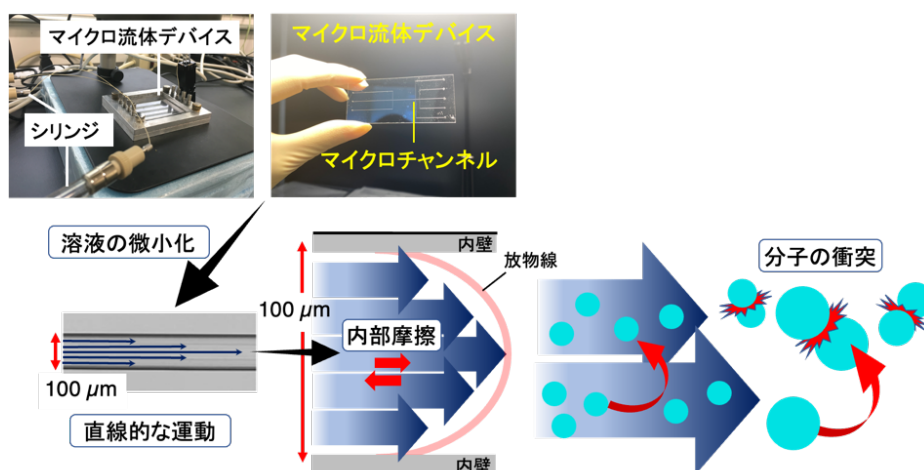 マイクロ流体デバイス
シリンジ
マイクロ流体デバイス
マイクロチャンネル
溶液の微小化
100 µm
直線的な運動
100 µm
内壁
放物線
内部摩擦
内壁
分子の衝突